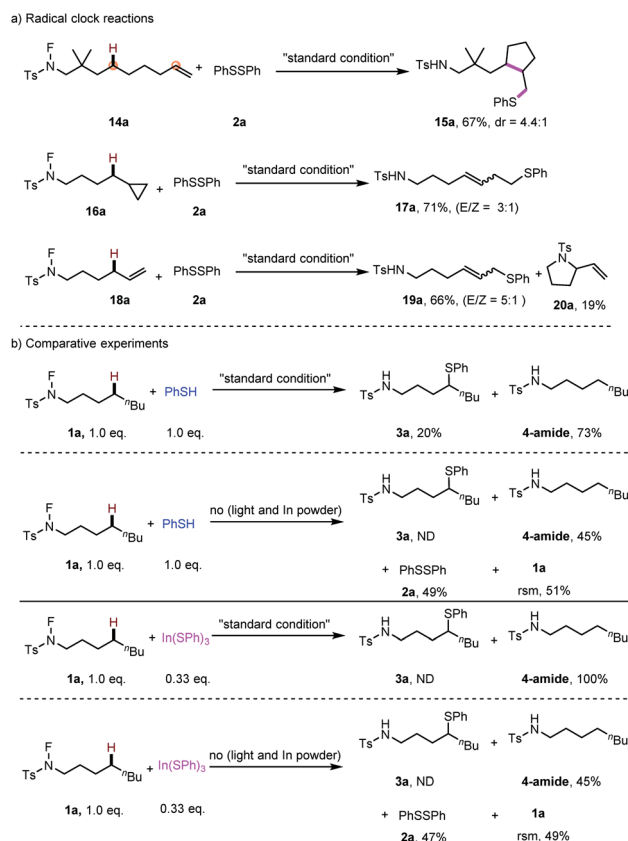 a) Radical clock reactions
F
H
"standard condition"
Ts N
+ PhSSPh
TsHN
PhS
14a 2a 15a, 67%, dr = 4.4:1
F
H
"standard condition"
Ts N
+ PhSSPh
TsHN SPh
16a 2a 17a, 71%, (E/Z = 3:1)
F
H
"standard condition"
Ts N
+ PhSSPh
TsHN SPh + Ts N
18a 2a 19a, 66%, (E/Z = 5:1) 20a, 19%
b) Comparative experiments
F H "standard condition" H SPh H
Ts N nBu + PhSH Ts N nBu + Ts N nBu
1a, 1.0 eq. 1.0 eq. 3a, 20% 4-amide, 73%
F H no (light and In powder) H SPh H
Ts N nBu + PhSH Ts N nBu + Ts N nBu
1a, 1.0 eq. 1.0 eq. 3a, ND 4-amide, 45%
+ PhSSPh + 1a
2a, 49% rsm, 51%
F H "standard condition" H SPh H
Ts N nBu + In(SPh)3 Ts N nBu + Ts N nBu
1a, 1.0 eq. 0.33 eq. 3a, ND 4-amide, 100%
F H no (light and In powder) H SPh H
Ts N nBu + In(SPh)3 Ts N nBu + Ts N nBu
1a, 1.0 eq. 0.33 eq. 3a, ND 4-amide, 45%
+ PhSSPh + 1a
2a, 47% rsm, 49%